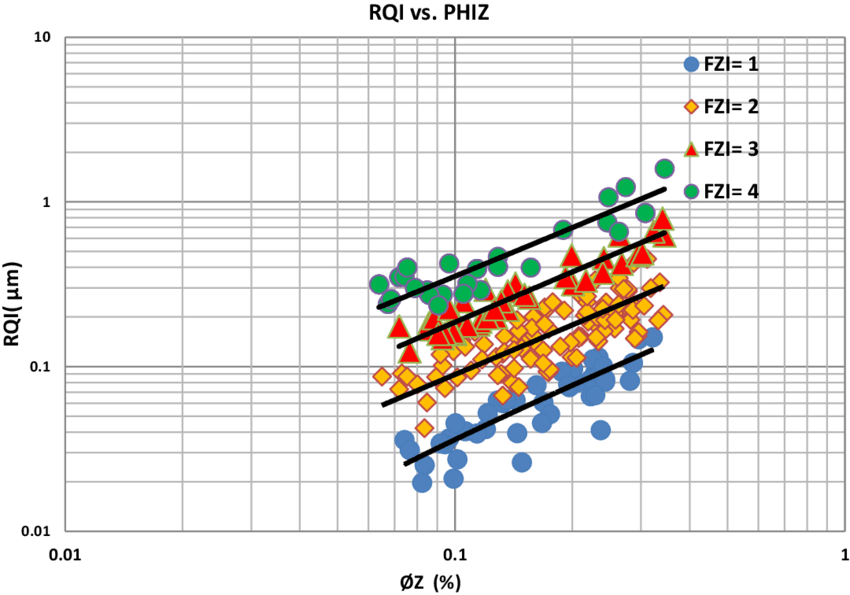 RQI vs. PHIZ
10
FZI= 1
FZI= 2
FZI= 3
FZI= 4
1
0.1
0.01
RQI( µm)
0.01
0.1
1
ØZ (%)